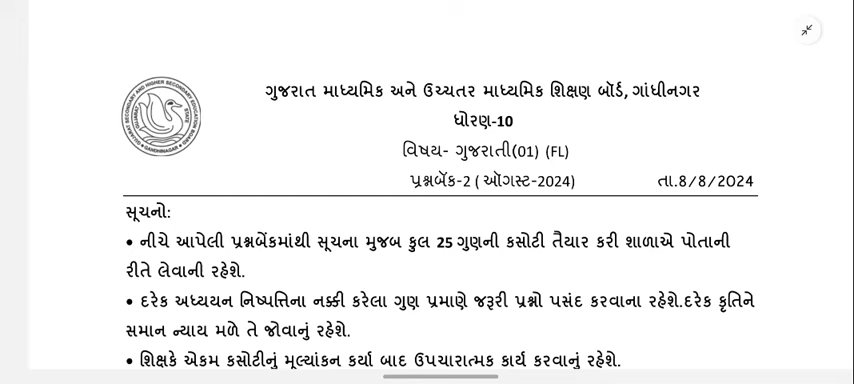 ગુજરાત માધ્યમિક અને ઉચ્ચતર માધ્યમિક શિક્ષણ બૉર્ડ, ગાંધીનગર
ધોરણ-10
વિષય- ગુજરાતી(01) (FL)
પ્રશ્નબૅંક-2 ( ઑગસ્ટ-2024) તા.8/8/2024
સૂચનો:
• નીચે આપેલી પ્રશ્નબેંકમાંથી સૂચના મુજબ કુલ 25 ગુણની કસોટી તૈયાર કરી શાળાએ પોતાની
રીતે લેવાની રહેશે.
• દરેક અધ્યયન નિષ્પત્તિના નક્કી કરેલા ગુણ પ્રમાણે જરૂરી પ્રશ્નો પસંદ કરવાના રહેશે.દરેક કૃતિને
સમાન ન્યાય મળે તે જોવાનું રહેશે.
• શિક્ષકે એકમ કસોટીનું મૂલ્યાંકન કર્યા બાદ ઉપચારાત્મક કાર્ય કરવાનું રહેશે.